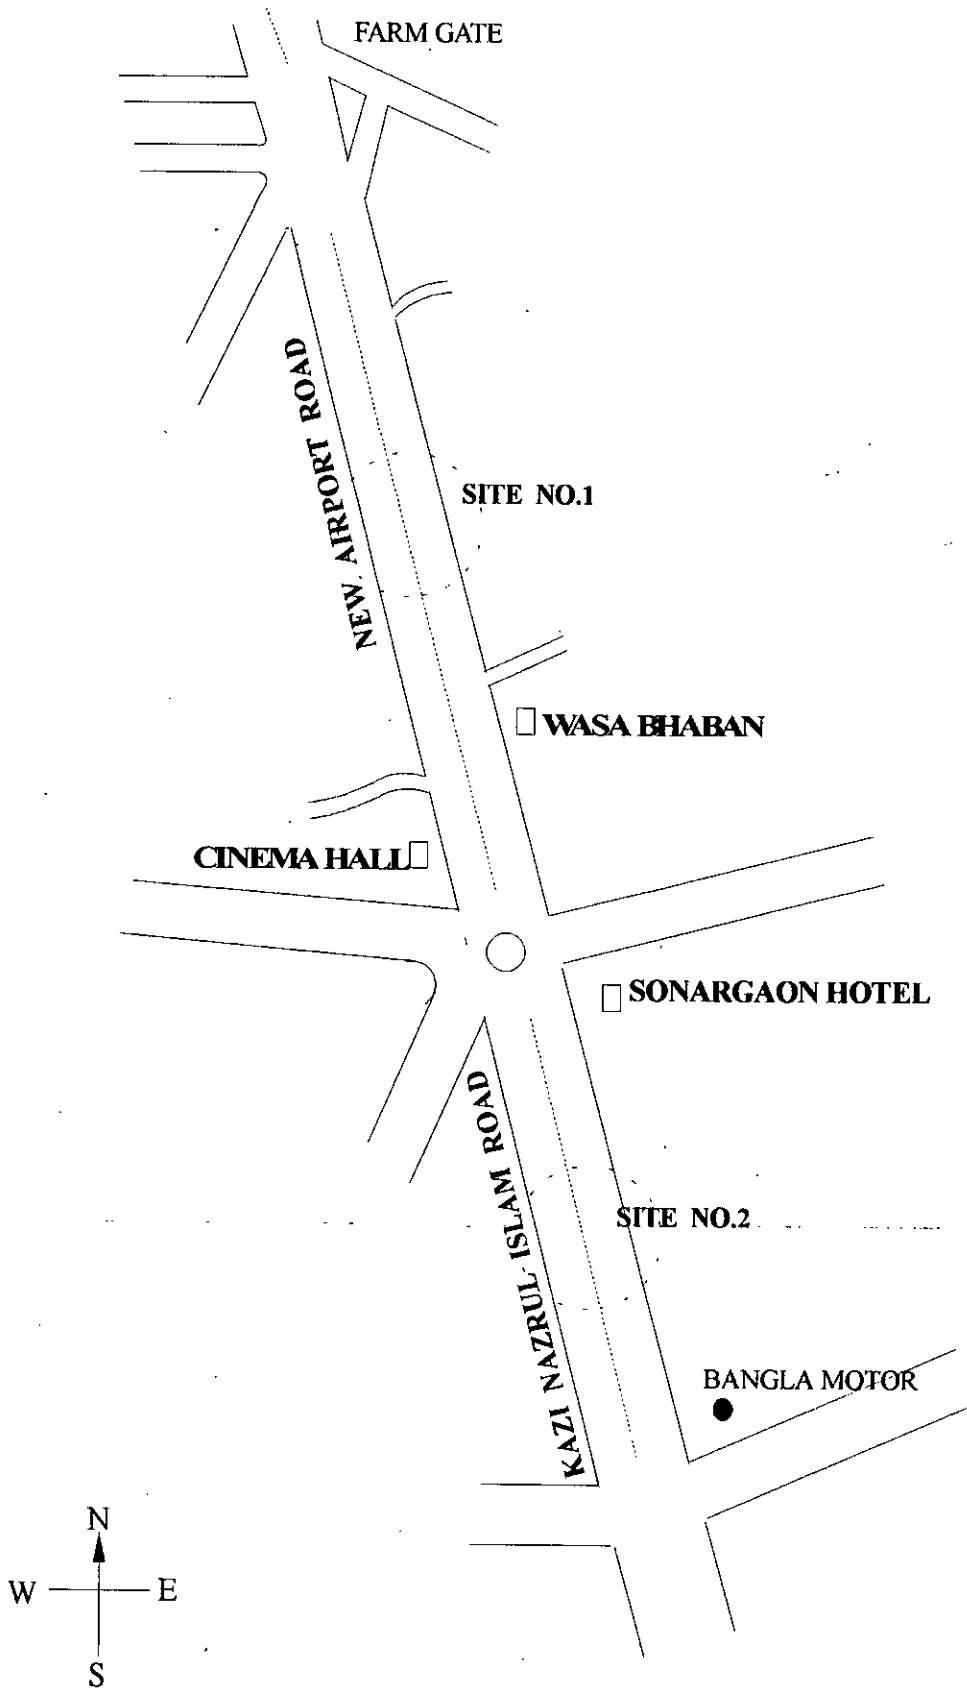 FARM GATE
NEW AIRPORT ROAD
SITE NO.1
WASA BHABAN
CINEMA HALL
SONARGAON HOTEL
KAZI NAZRUL ISLAM ROAD
SITE NO.2
BANGLA MOTOR
N
W E
S